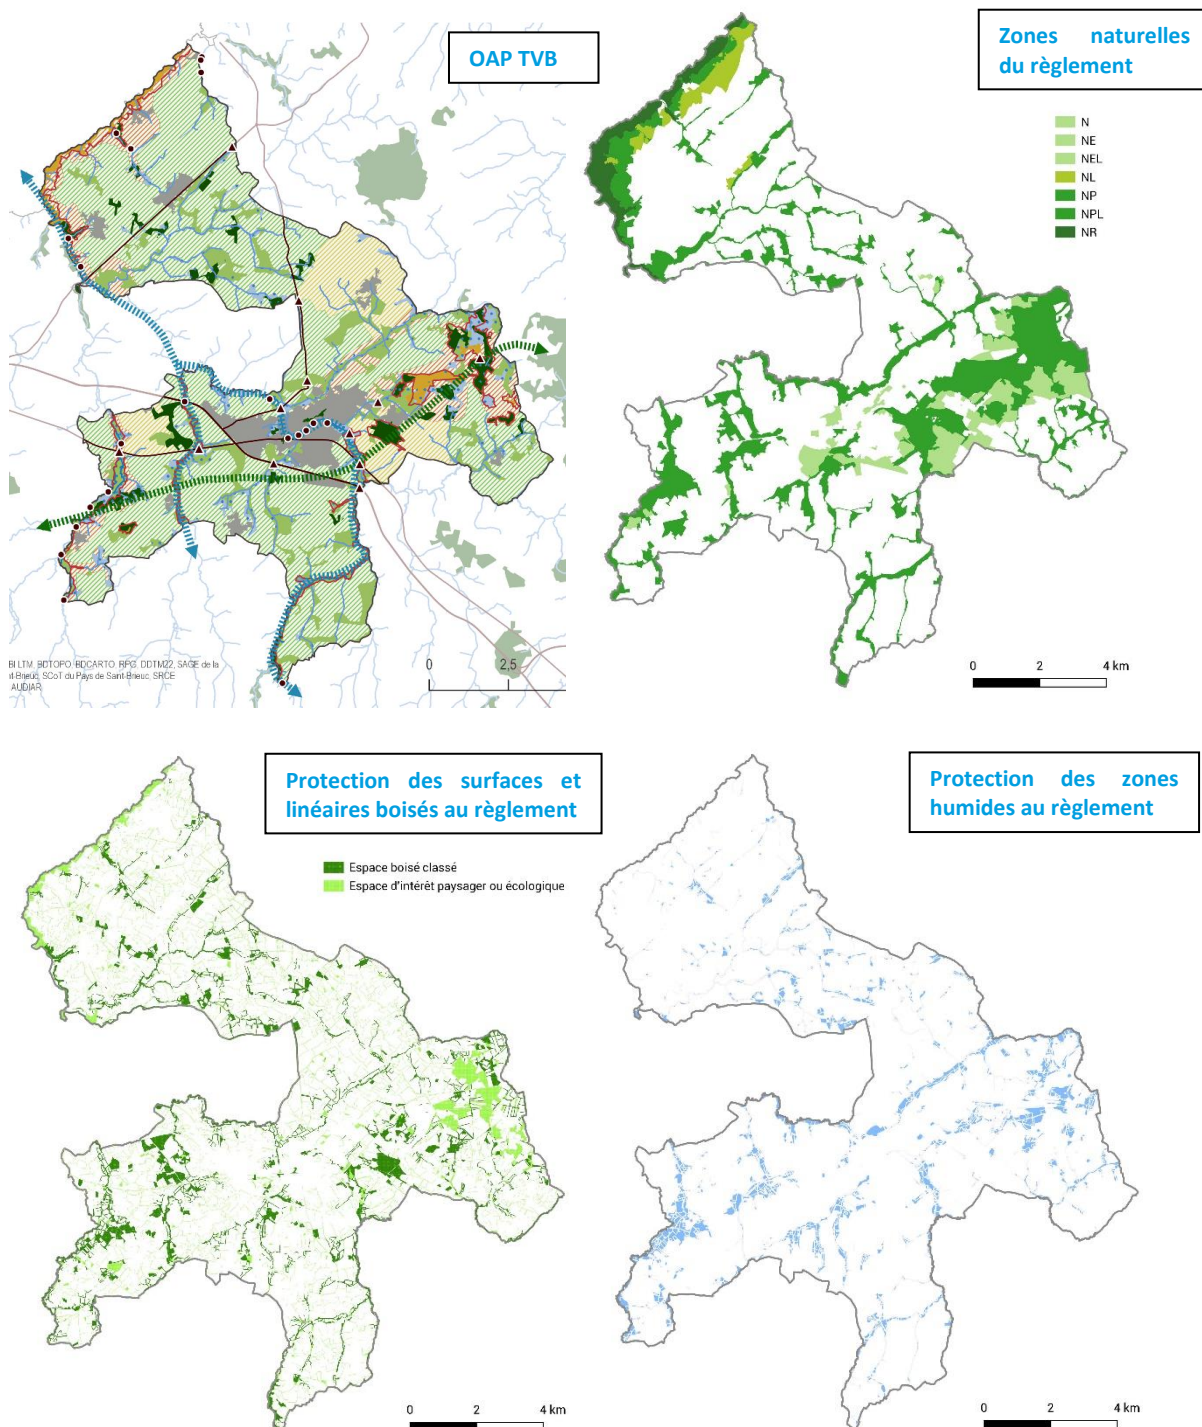 OAP TVB
Zones naturelles
du règlement
N
NE
NEL
NL
NP
NPL
NR
0 2,5
BI LTM, BDTOPO, BDCARTO, RPG, DDTM22, SAGE de la
nt-Brieuc, SCoT du Pays de Saint-Brieuc, SRCE
AUDIAR
0 2 4 km
Protection des surfaces et
linéaires boisés au règlement
Espace boisé classé
Espace d'intérêt paysager ou écologique
0 2 4 km
Protection des zones
humides au règlement
0 2 4 km